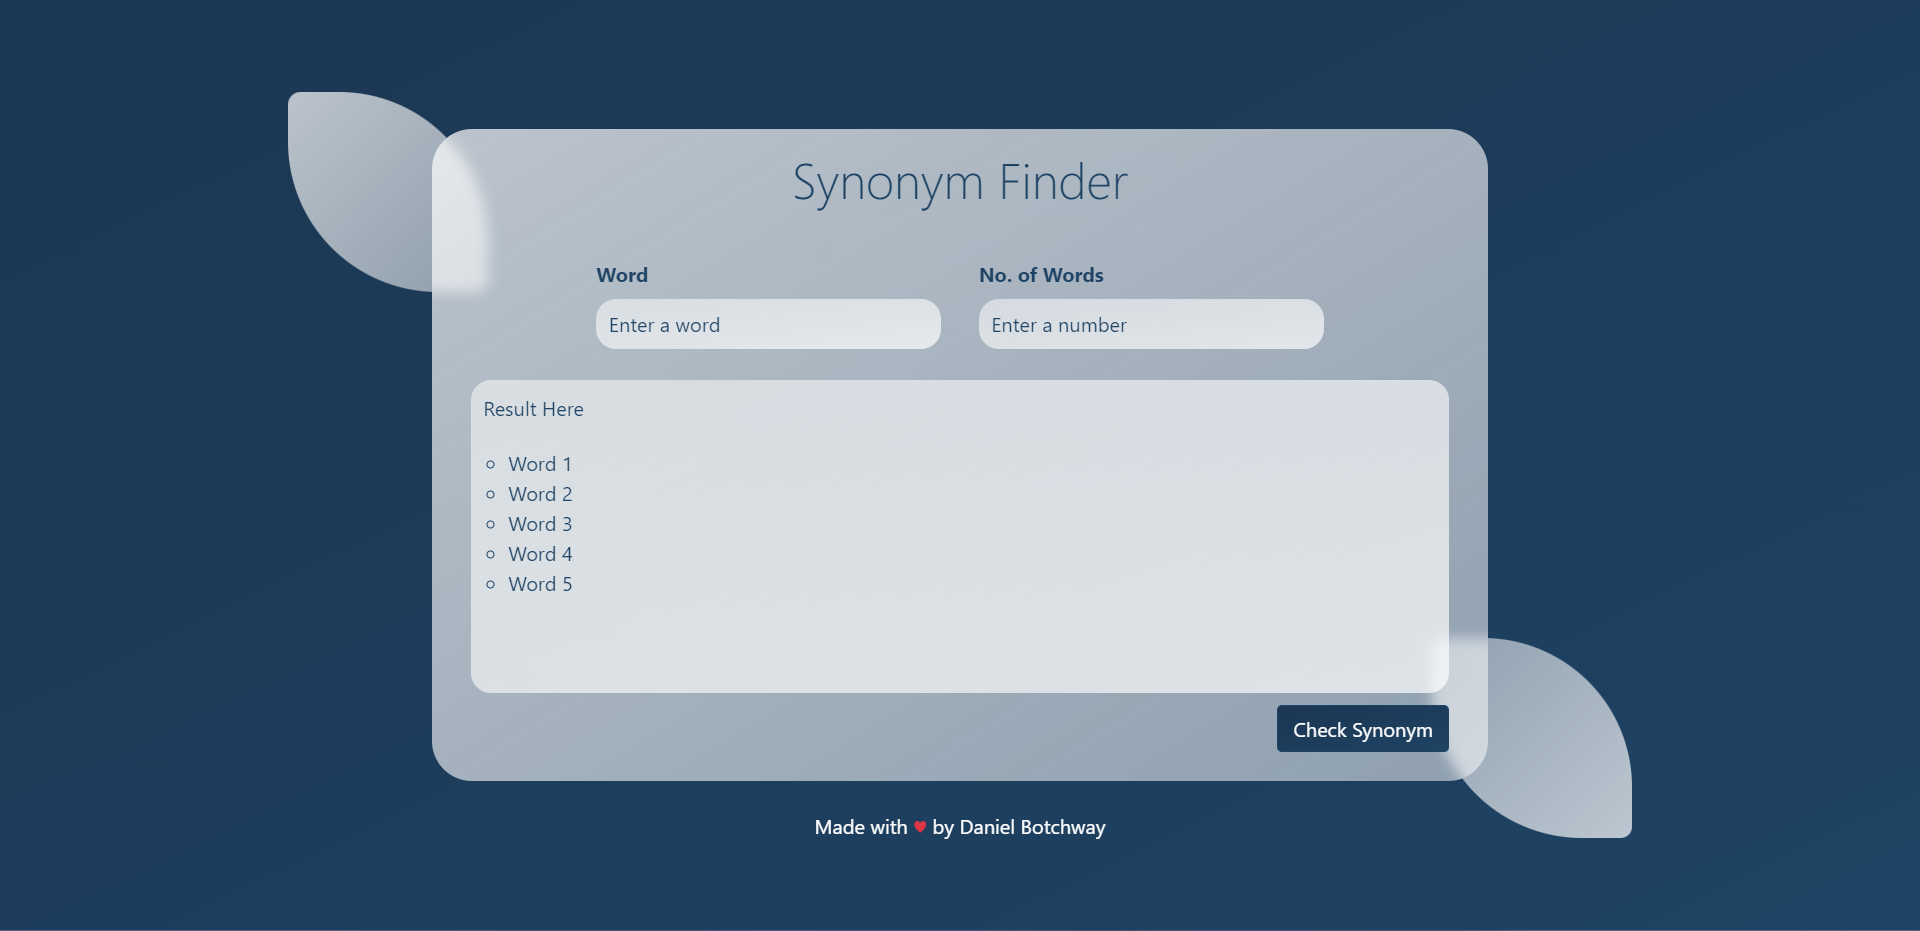 Synonym Finder
Word
No. of Words
Enter a word
Enter a number
Result Here
Word 1
Word 2
Word 3
Word 4
Word 5
Check Synonym
Made with ♥ by Daniel Botchway